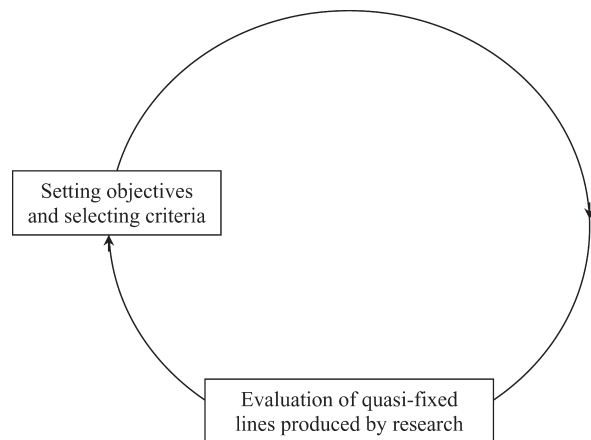 Setting objectives
and selecting criteria
Evaluation of quasi-fixed
lines produced by research